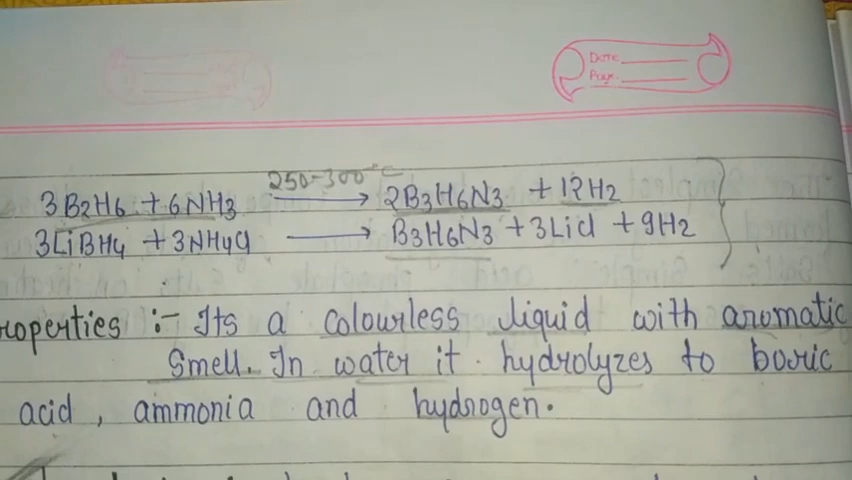 Date
Page
250-300°C
3B2H6 + 6NH3 → 2B3H6N3 + 12H2
3LiBH4 + 3NH4Cl → B3H6N3 + 3LiCl + 9H2
roperties :- Its a colourless liquid with aromatic
smell. In water it hydrolyzes to boric
acid, ammonia and hydrogen.